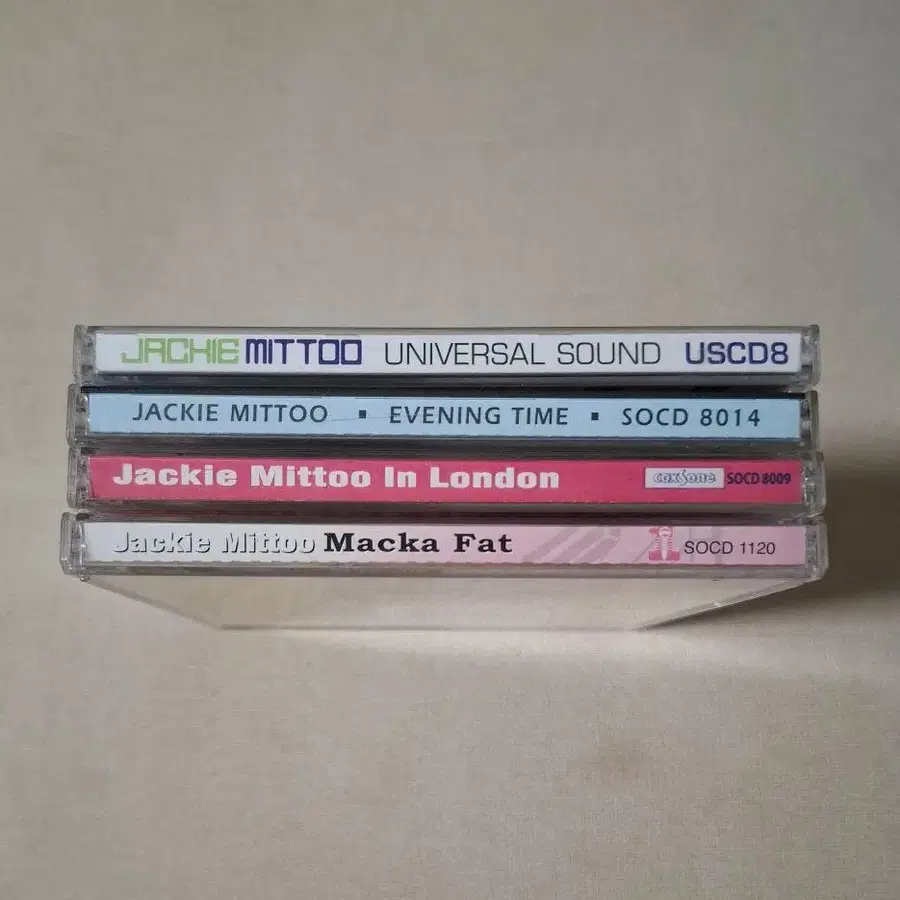 JACKIE MITTOO UNIVERSAL SOUND USCD8
JACKIE MITTOO ▪ EVENING TIME ▪ SOCD 8014
Jackie Mittoo In London coxsone SOCD 8009
Jackie Mittoo Macka Fat SOCD 1120